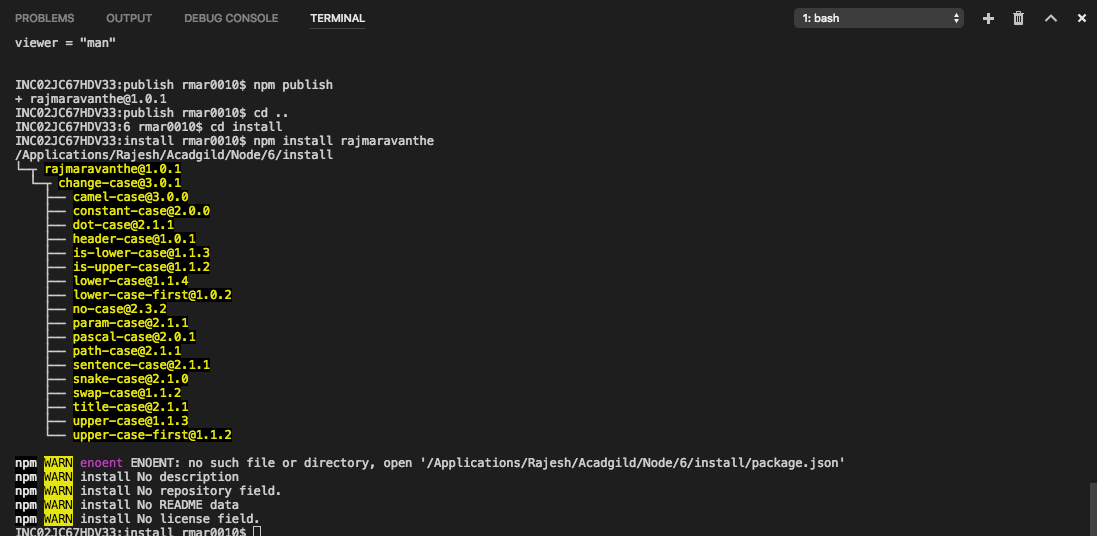 PROBLEMS OUTPUT DEBUG CONSOLE TERMINAL 1: bash
viewer = "man"
INC02JC67HDV33:publish rmar0010$ npm publish
+ rajmaravanthe@1.0.1
INC02JC67HDV33:publish rmar0010$ cd ..
INC02JC67HDV33:6 rmar0010$ cd install
INC02JC67HDV33:install rmar0010$ npm install rajmaravanthe
/Applications/Rajesh/Acadgild/Node/6/install
└─┬ rajmaravanthe@1.0.1
  └─┬ change-case@3.0.1
    ├── camel-case@3.0.0
    ├── constant-case@2.0.0
    ├── dot-case@2.1.1
    ├── header-case@1.0.1
    ├── is-lower-case@1.1.3
    ├── is-upper-case@1.1.2
    ├── lower-case@1.1.4
    ├── lower-case-first@1.0.2
    ├── no-case@2.3.2
    ├── param-case@2.1.1
    ├── pascal-case@2.0.1
    ├── path-case@2.1.1
    ├── sentence-case@2.1.1
    ├── snake-case@2.1.0
    ├── swap-case@1.1.2
    ├── title-case@2.1.1
    ├── upper-case@1.1.3
    └── upper-case-first@1.1.2
npm WARN enoent ENOENT: no such file or directory, open '/Applications/Rajesh/Acadgild/Node/6/install/package.json'
npm WARN install No description
npm WARN install No repository field.
npm WARN install No README data
npm WARN install No license field.
INC02JC67HDV33:install rmar0010$